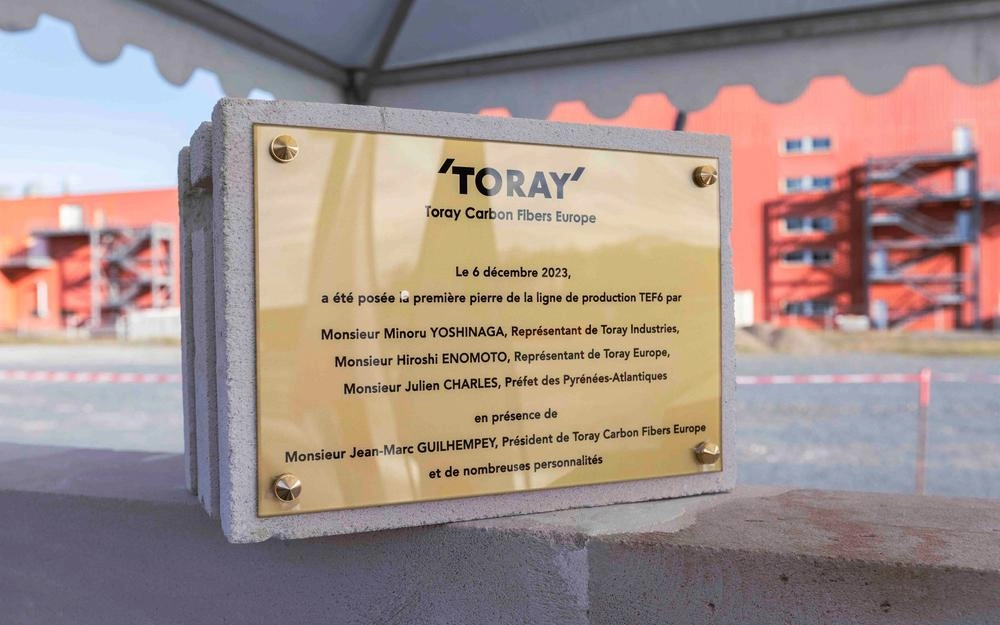 'TORAY'
Toray Carbon Fibers Europe
Le 6 décembre 2023,
a été posée la première pierre de la ligne de production TEF6 par
Monsieur Minoru YOSHINAGA, Représentant de Toray Industries,
Monsieur Hiroshi ENOMOTO, Représentant de Toray Europe,
Monsieur Julien CHARLES, Préfet des Pyrénées-Atlantiques
en présence de
Monsieur Jean-Marc GUILHEMPEY, Président de Toray Carbon Fibers Europe
et de nombreuses personnalités